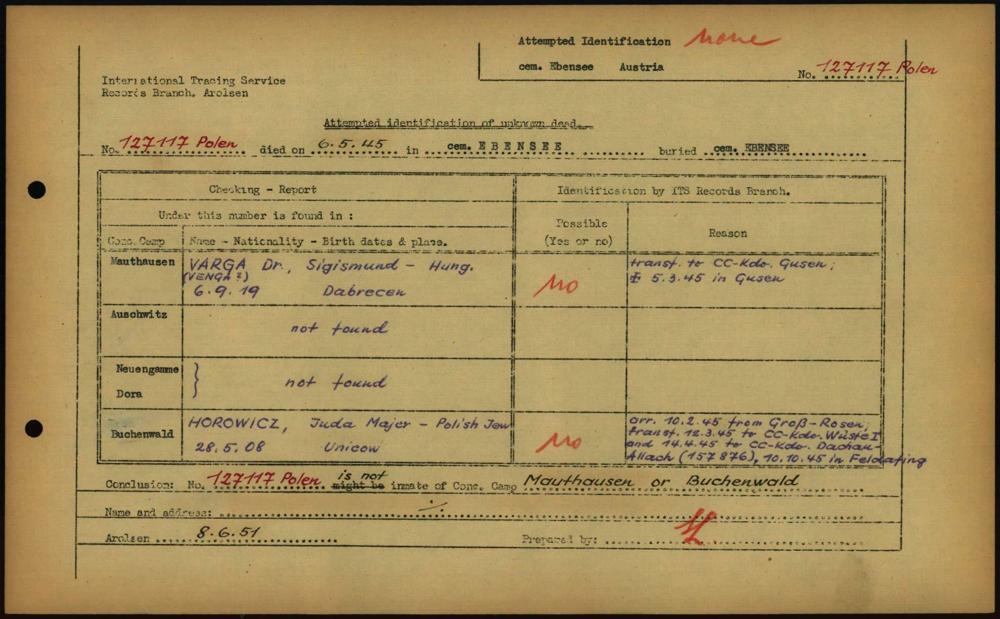 Attempted Identification None
cem. Ebensee Austria
No. 127117 Polen
International Tracing Service
Records Branch, Arolsen
Attempted identification of unknown dead.
No. 127117 Polen died on 6.5.45 in cem. EBENSEE buried cem. EBENSEE
Checking - Report
Identification by ITS Records Branch.
Under this number is found in :
Possible
(Yes or no)
Reason
Conc. Camp
Name - Nationality - Birth dates & place.
Mauthausen
VARGA Dr., Sigismund - Hung.
(VENGA?)
6.9.19 Dabrecen
No
transf. to CC-Kdo. Gusen;
5.3.45 in Gusen
Auschwitz
not found
Neuengamme
Dora
} not found
Buchenwald
HOROWICZ, Juda Majer - Polish Jew
28.5.08 Unicow
No
arr. 10.2.45 from Groß-Rosen,
transf. 12.3.45 to CC-Kdo. Wüste I
and 14.4.45 to CC-Kdo. Dachau-
Allach (157876), 10.10.45 in Feldafing
is not
Conclusion: No. 127117 Polen might be inmate of Conc. Camp Mauthausen or Buchenwald
Name and address: ./.
Arolsen 8.6.51 Prepared by: